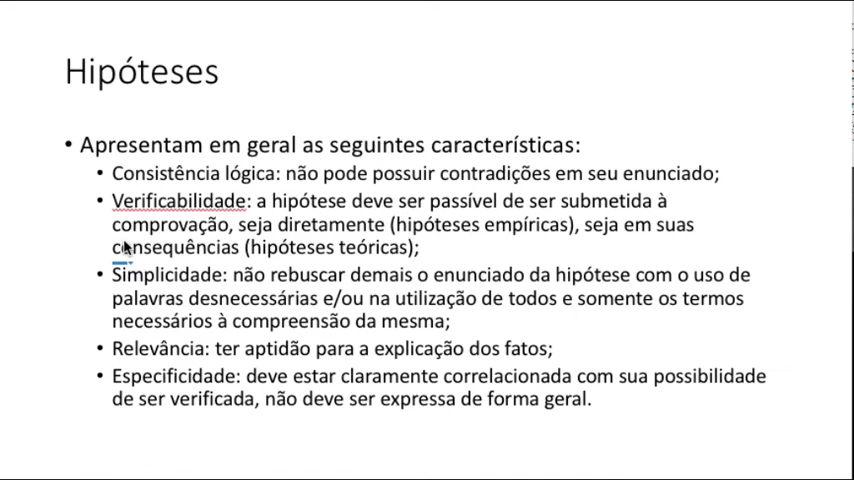 Hipóteses
• Apresentam em geral as seguintes características:
• Consistência lógica: não pode possuir contradições em seu enunciado;
• Verificabilidade: a hipótese deve ser passível de ser submetida à
comprovação, seja diretamente (hipóteses empíricas), seja em suas
consequências (hipóteses teóricas);
• Simplicidade: não rebuscar demais o enunciado da hipótese com o uso de
palavras desnecessárias e/ou na utilização de todos e somente os termos
necessários à compreensão da mesma;
• Relevância: ter aptidão para a explicação dos fatos;
• Especificidade: deve estar claramente correlacionada com sua possibilidade
de ser verificada, não deve ser expressa de forma geral.